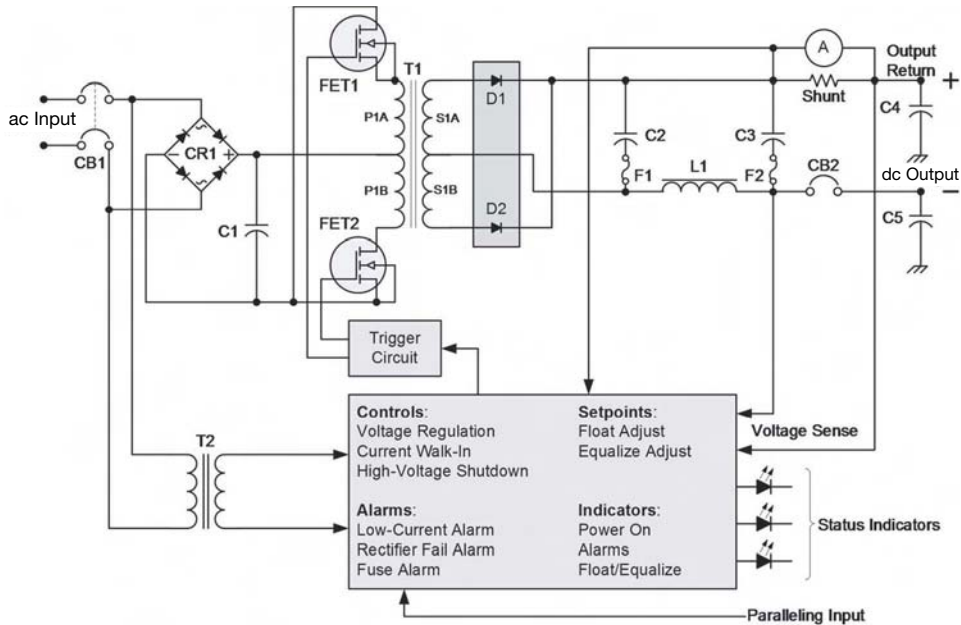 A
Output
Return
+
FET1
T1
D1
Shunt
C4
ac Input
P1A
S1A
C2
C3
CB1
−
CR1
+
F1
L1
F2
CB2
dc Output
−
C1
P1B
S1B
D2
C5
FET2
Trigger
Circuit
Controls:
Voltage Regulation
Current Walk-In
High-Voltage Shutdown
Setpoints:
Float Adjust
Equalize Adjust
Voltage Sense
T2
Alarms:
Low-Current Alarm
Rectifier Fail Alarm
Fuse Alarm
Indicators:
Power On
Alarms
Float/Equalize
Status Indicators
Paralleling Input